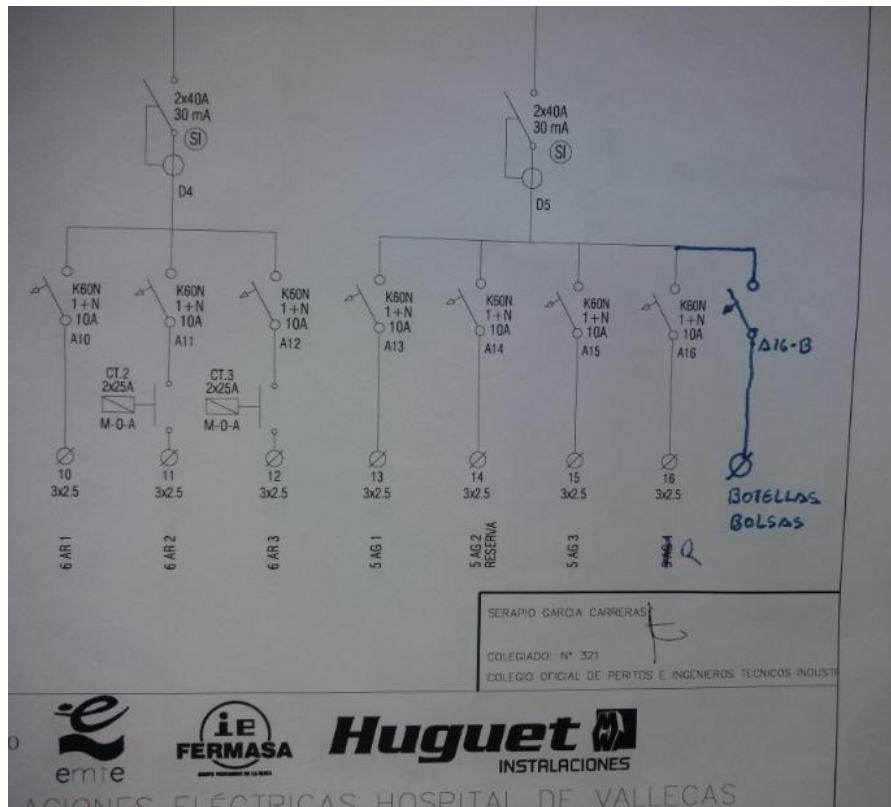 2x40A
30 mA
SI
D4
2x40A
30 mA
SI
D5
K60N
1+N
10A
A10
K60N
1+N
10A
A11
K60N
1+N
10A
A12
K60N
1+N
10A
A13
K60N
1+N
10A
A14
K60N
1+N
10A
A15
K60N
1+N
10A
A16
A16-B
CT.2
2x25A
M-0-A
CT.3
2x25A
M-0-A
10
3x2.5
11
3x2.5
12
3x2.5
13
3x2.5
14
3x2.5
15
3x2.5
16
3x2.5
BOTELLAS
BOLSAS
6 AR 1
6 AR 2
6 AR 3
5 AG 1
5 AG 2
RESERVA
5 AG 3
R
SERAPIO GARCIA CARRERAS
COLEGIADO: Nº 321
COLEGIO OFICIAL DE PERITOS E INGENIEROS TECNICOS INDUST
O
emte
iE
FERMASA
Huguet
INSTALACIONES
ACIONES ELÉCTRICAS HOSPITAL DE VALLECAS